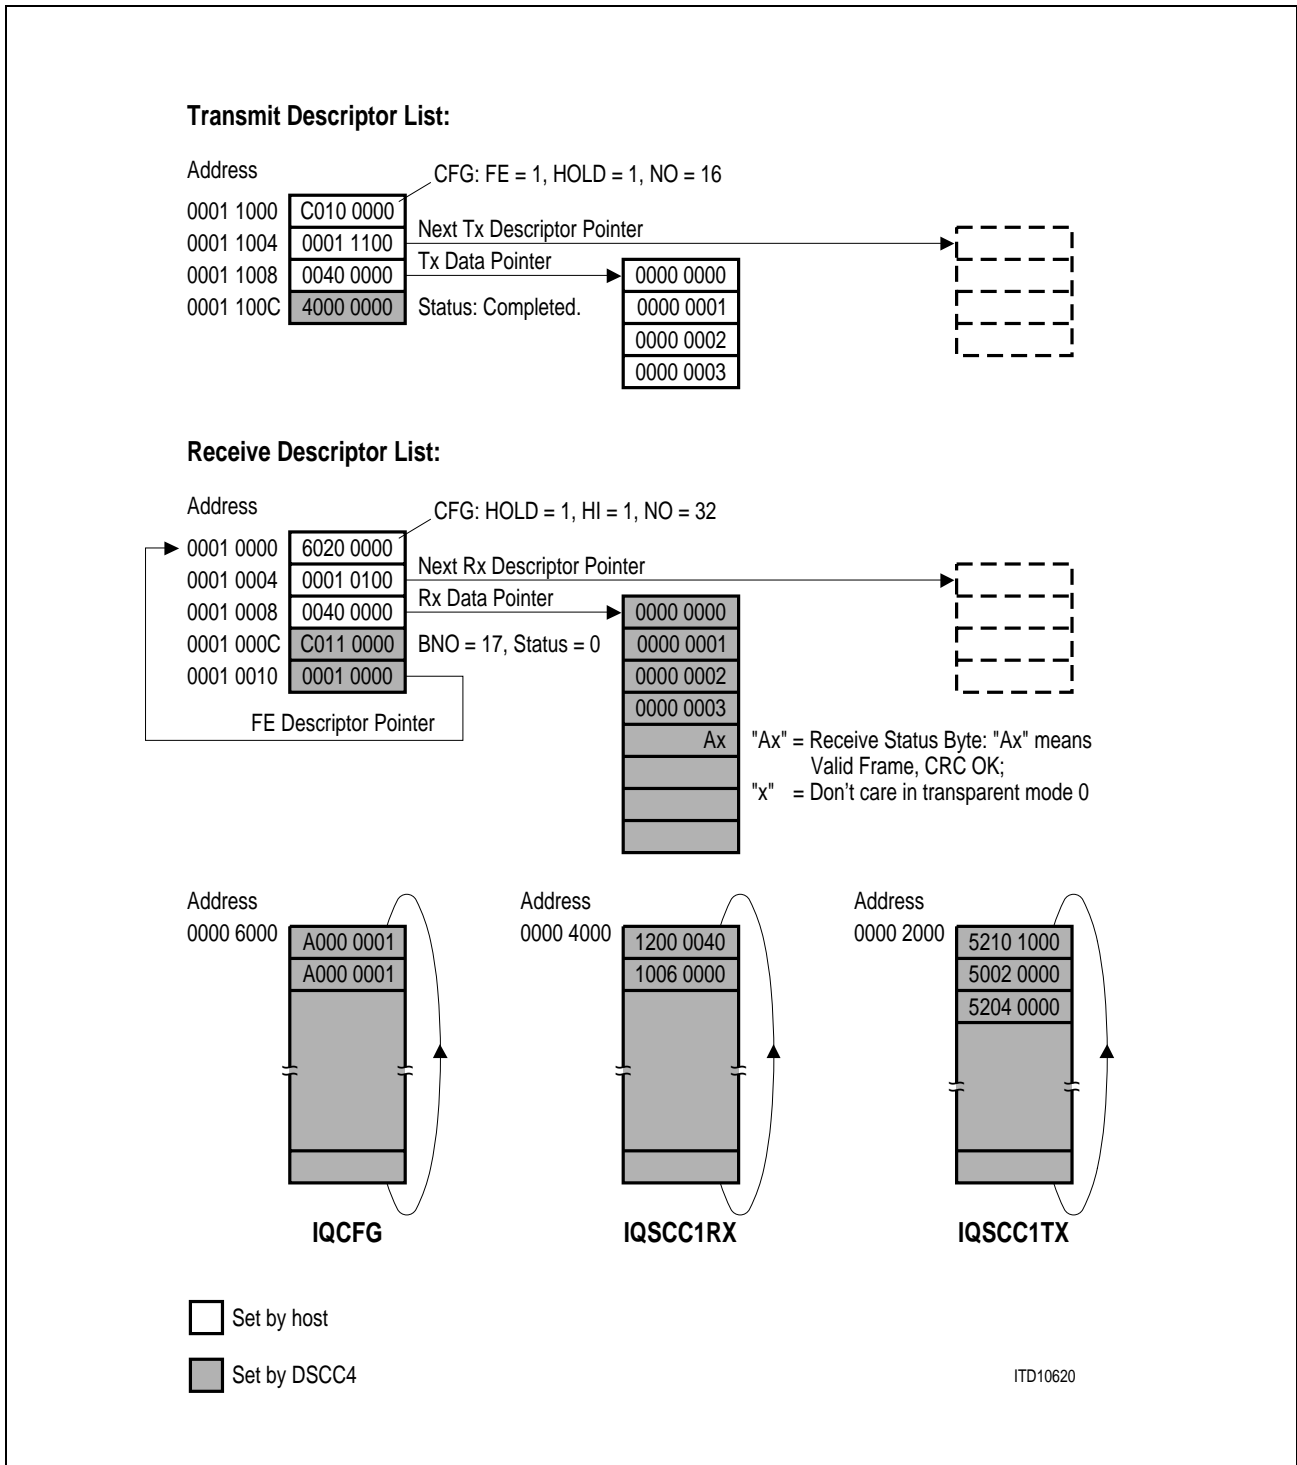 Transmit Descriptor List:
Address
CFG: FE = 1, HOLD = 1, NO = 16
0001 1000 C010 0000
0001 1004 0001 1100 Next Tx Descriptor Pointer
0001 1008 0040 0000 Tx Data Pointer 0000 0000
0001 100C 4000 0000 Status: Completed. 0000 0001
0000 0002
0000 0003
Receive Descriptor List:
Address
CFG: HOLD = 1, HI = 1, NO = 32
0001 0000 6020 0000
0001 0004 0001 0100 Next Rx Descriptor Pointer
0001 0008 0040 0000 Rx Data Pointer 0000 0000
0001 000C C011 0000 BNO = 17, Status = 0 0000 0001
0001 0010 0001 0000 0000 0002
0000 0003
FE Descriptor Pointer
Ax "Ax" = Receive Status Byte: "Ax" means
Valid Frame, CRC OK;
"x" = Don't care in transparent mode 0
Address Address Address
0000 6000 A000 0001 0000 4000 1200 0040 0000 2000 5210 1000
A000 0001 1006 0000 5002 0000
5204 0000
IQCFG IQSCC1RX IQSCC1TX
Set by host
Set by DSCC4
ITD10620